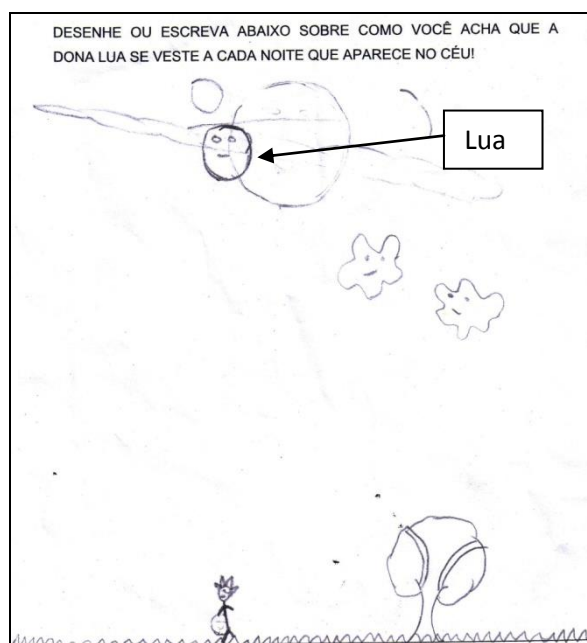 DESENHE OU ESCREVA ABAIXO SOBRE COMO VOCÊ ACHA QUE A
DONA LUA SE VESTE A CADA NOITE QUE APARECE NO CÉU!
Lua